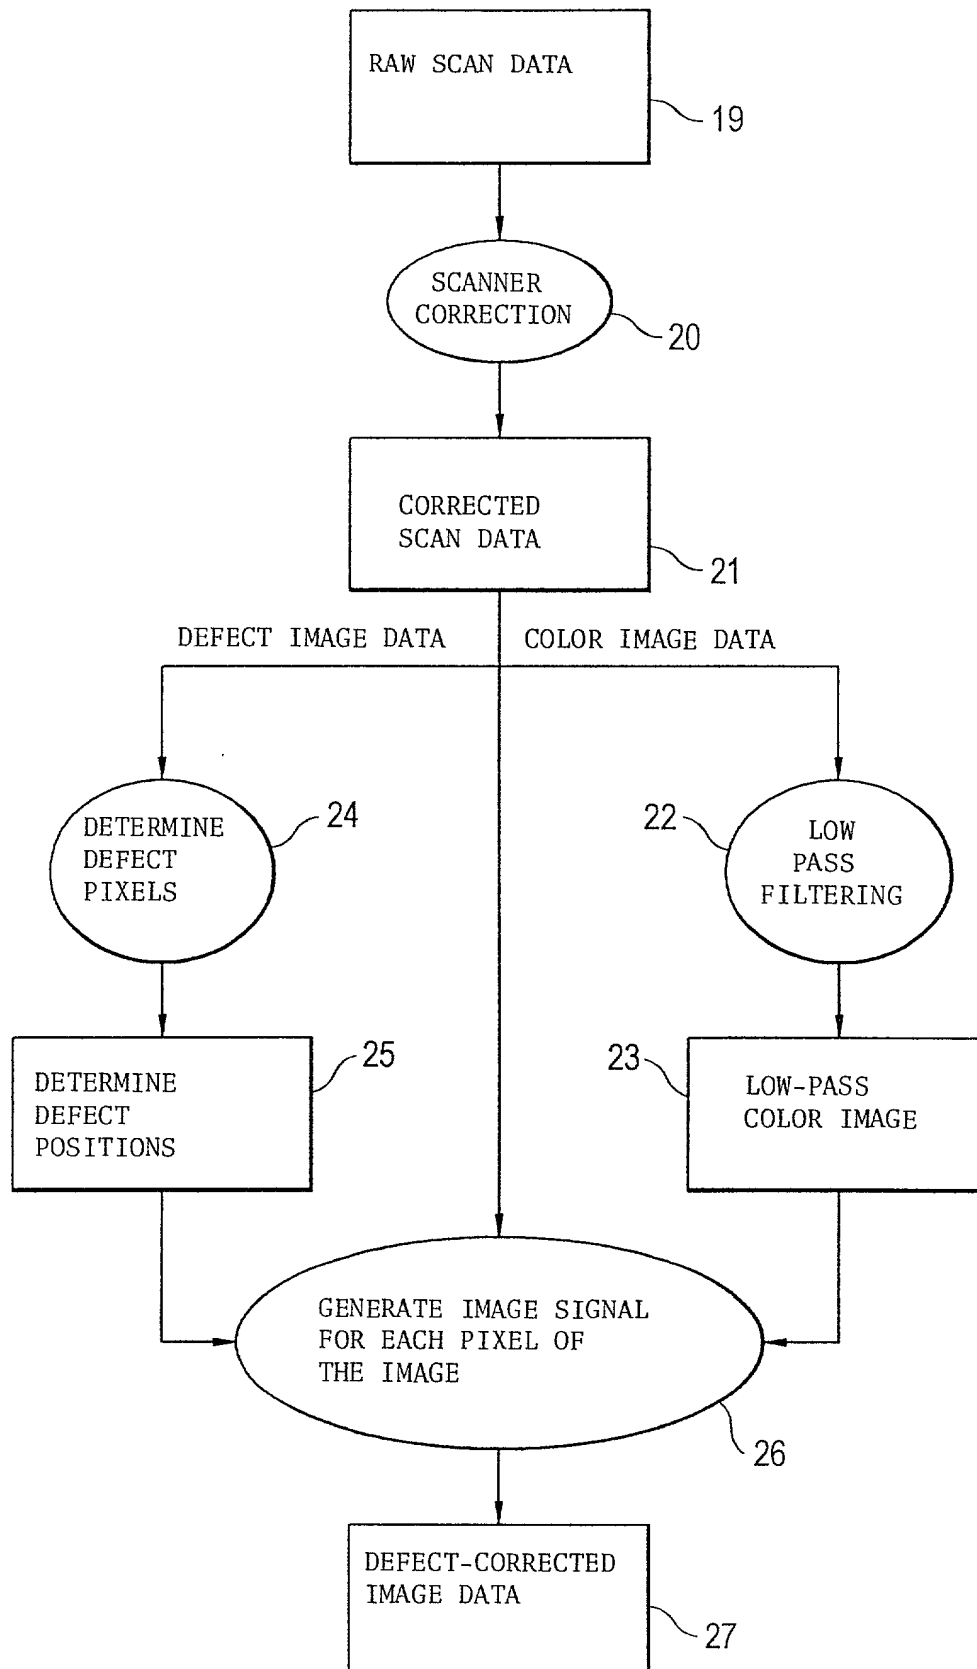 RAW SCAN DATA
19
SCANNER
CORRECTION
20
CORRECTED
SCAN DATA
21
DEFECT IMAGE DATA
COLOR IMAGE DATA
DETERMINE
DEFECT
PIXELS
24
22
LOW
PASS
FILTERING
DETERMINE
DEFECT
POSITIONS
25
23
LOW-PASS
COLOR IMAGE
GENERATE IMAGE SIGNAL
FOR EACH PIXEL OF
THE IMAGE
26
DEFECT-CORRECTED
IMAGE DATA
27